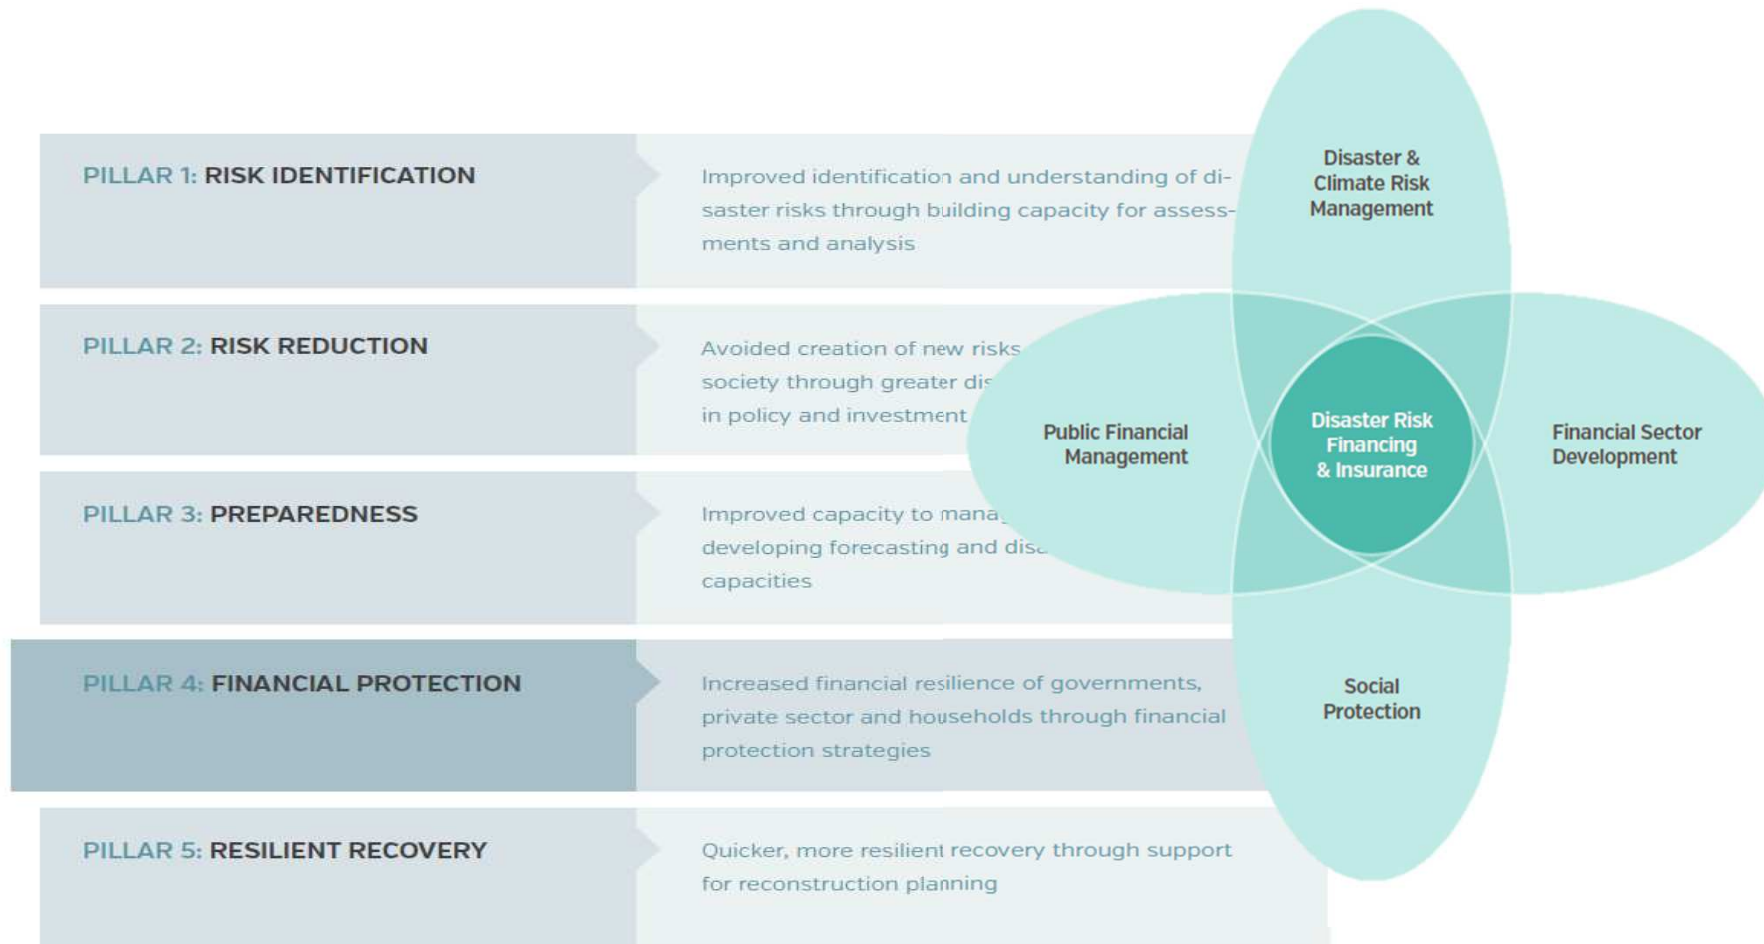 PILLAR 1: RISK IDENTIFICATION
Improved identification and understanding of di-
saster risks through building capacity for assess-
ments and analysis
PILLAR 2: RISK REDUCTION
Avoided creation of new risks
society through greater dis
in policy and investment
PILLAR 3: PREPAREDNESS
Improved capacity to manag
developing forecasting and disa
capacities
PILLAR 4: FINANCIAL PROTECTION
Increased financial resilience of governments,
private sector and households through financial
protection strategies
PILLAR 5: RESILIENT RECOVERY
Quicker, more resilient recovery through support
for reconstruction planning
Disaster &
Climate Risk
Management
Public Financial
Management
Disaster Risk
Financing
& Insurance
Financial Sector
Development
Social
Protection